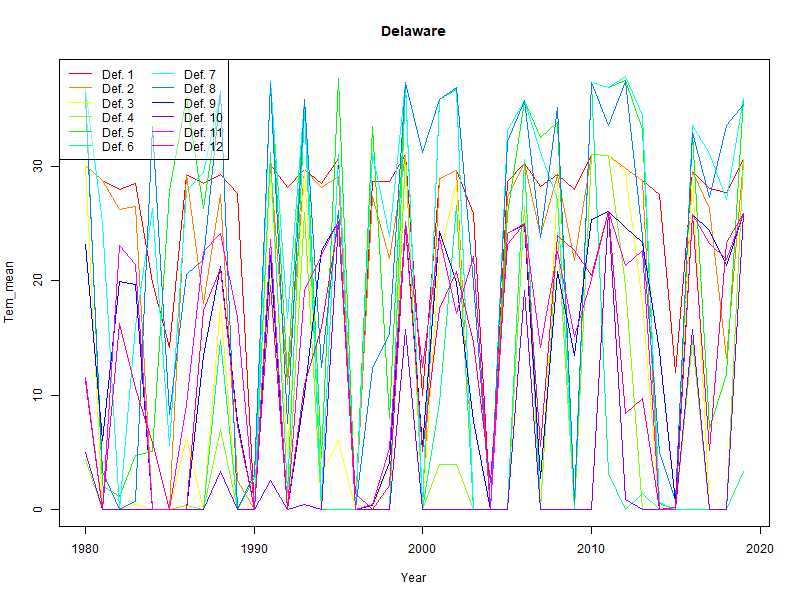 Delaware
Def. 1 Def. 7
Def. 2 Def. 8
Def. 3 Def. 9
Def. 4 Def. 10
Def. 5 Def. 11
Def. 6 Def. 12
Tem_mean
0 10 20 30
1980 1990 2000 2010 2020
Year